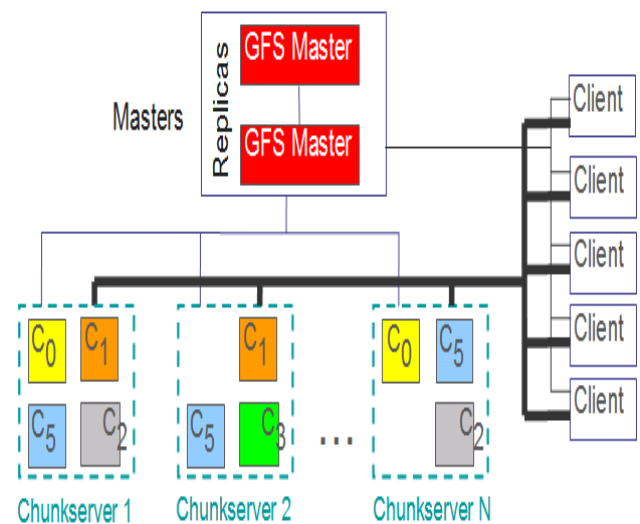 GFS Master
Replicas
Masters
GFS Master
Client
Client
Client
Client
Client
C0 C1
C5 C2
Chunkserver 1
C1
C5 C3
Chunkserver 2
...
C0 C5
C2
Chunkserver N